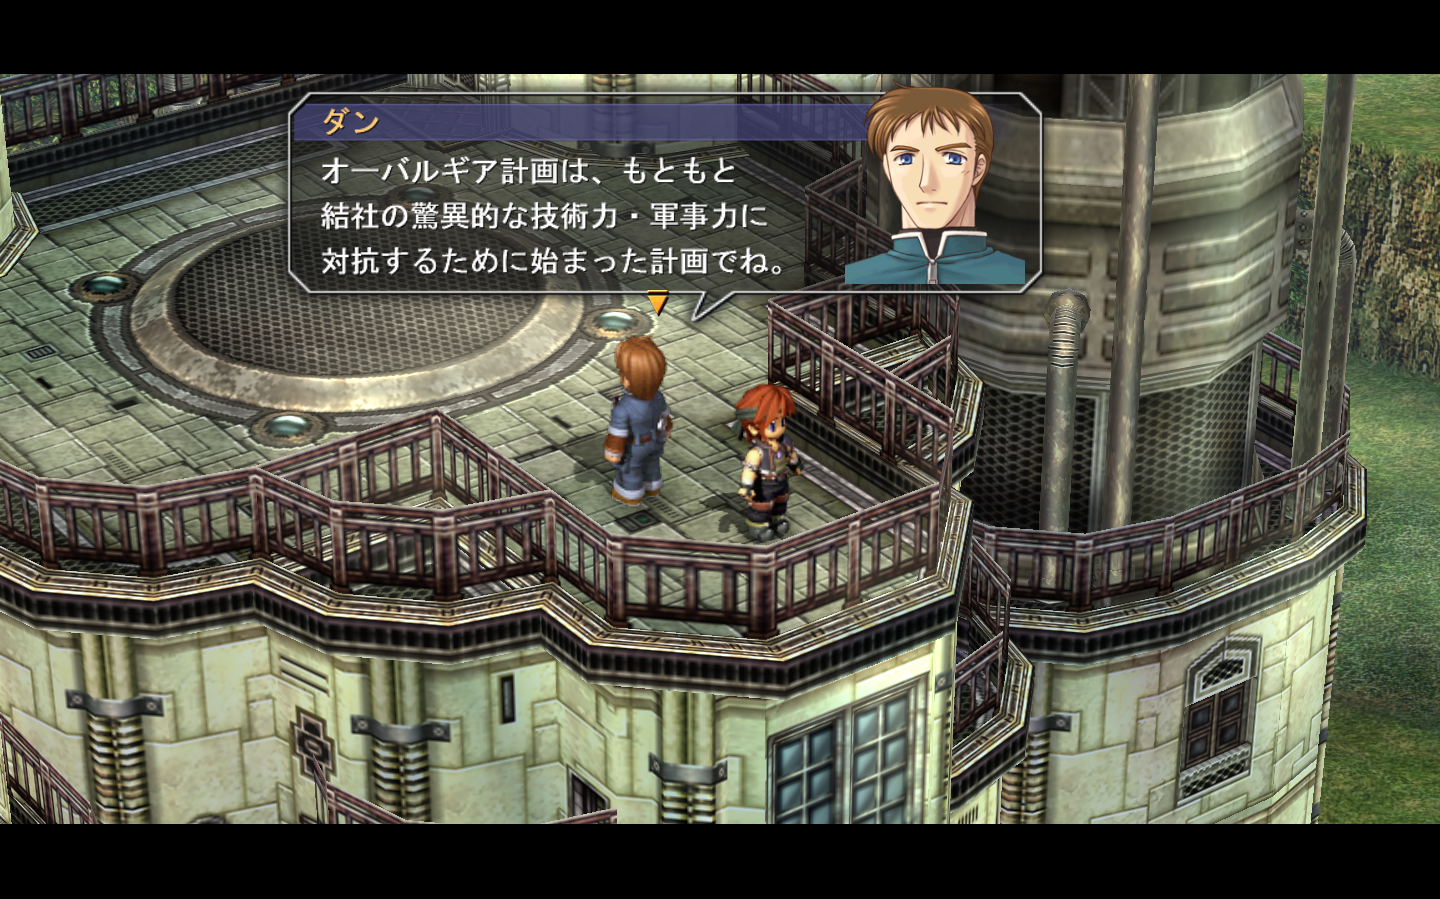 ダン
オーバルギア計画は、もともと
結社の驚異的な技術力・軍事力に
対抗するために始まった計画でね。